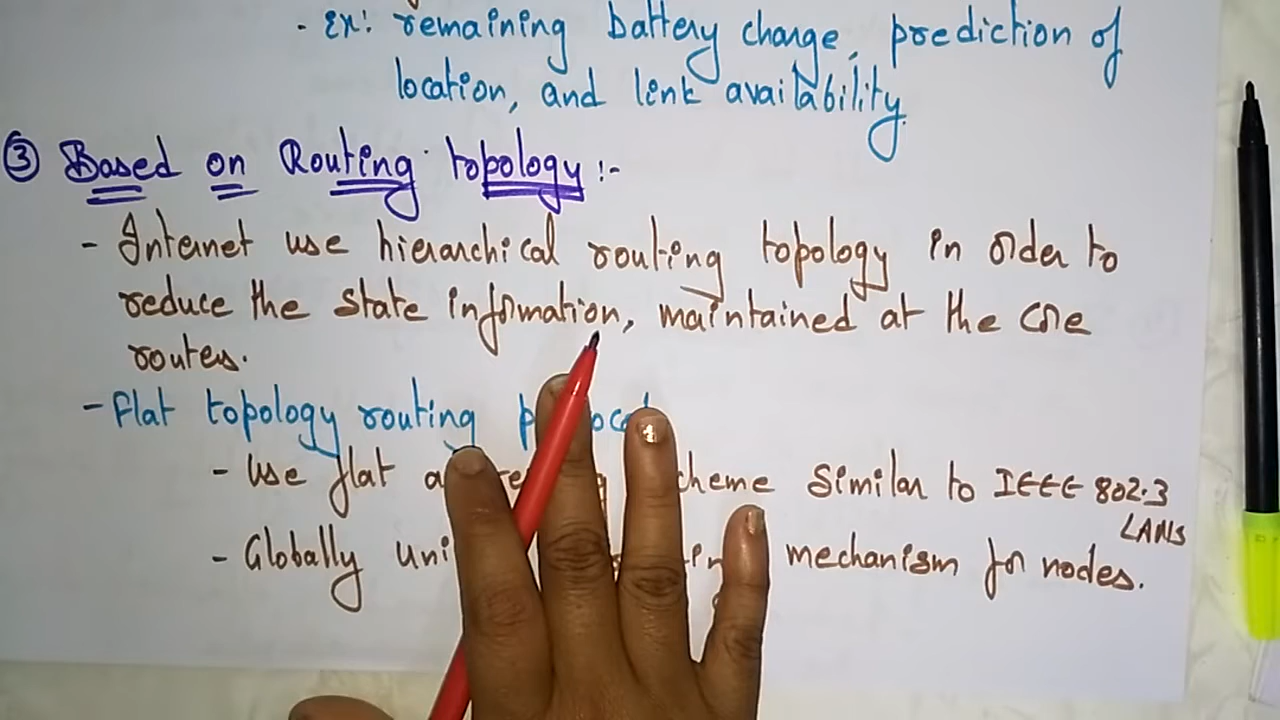 - Ex: remaining battery charge, prediction of
location, and link availability.
③ Based on Routing topology :-
- Internet use hierarchical routing topology in order to
reduce the state information, maintained at the core
routes.
- Flat topology routing
- Use flat scheme similar to IEEE 802.3
LANS
- Globally mechanism for nodes.